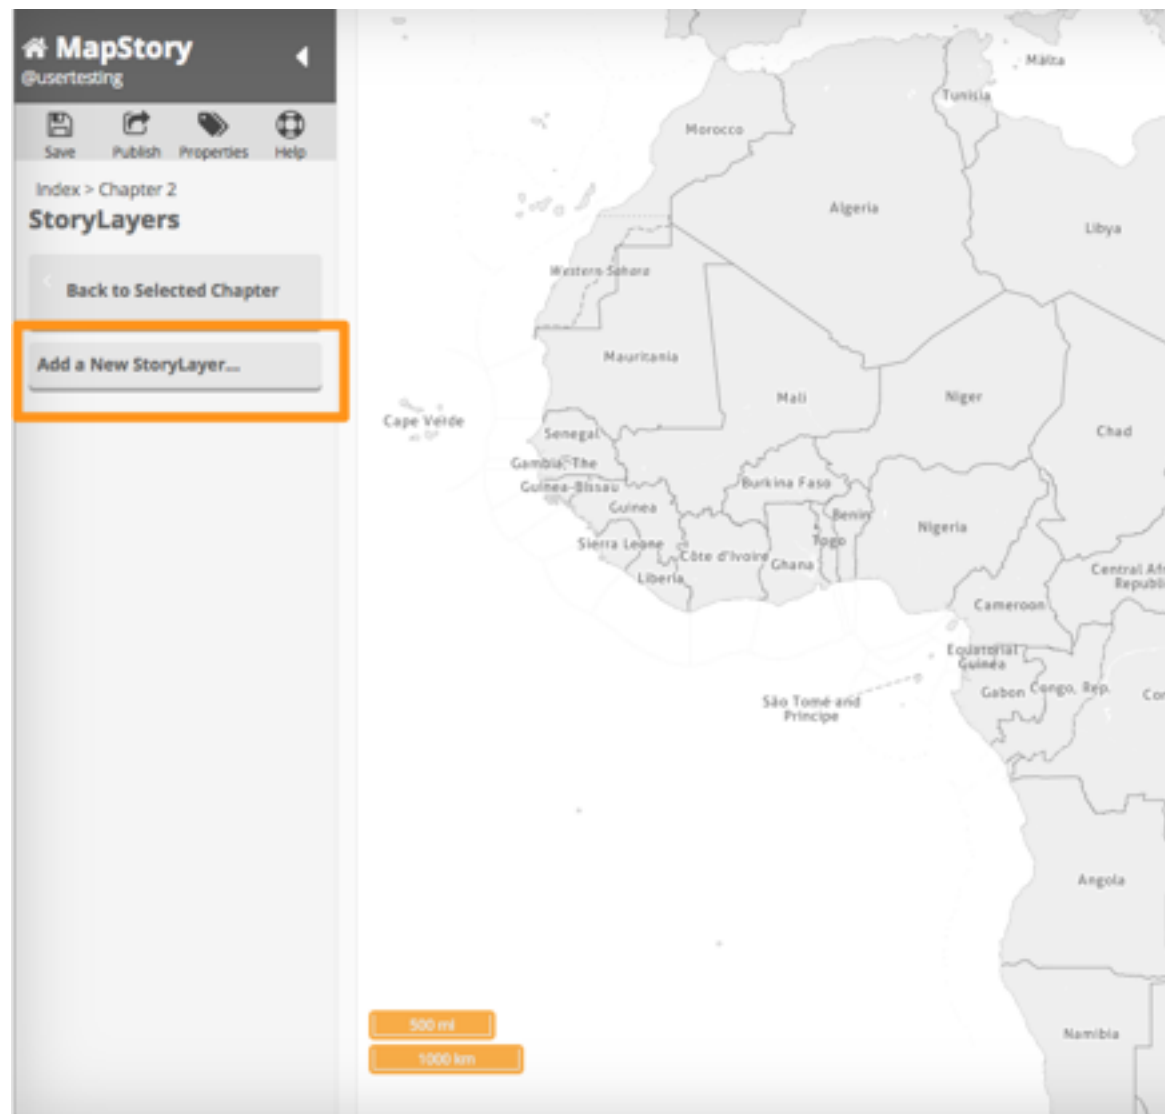 MapStory
@usertesting
Save Publish Properties Help
Index > Chapter 2
StoryLayers
Back to Selected Chapter
Add a New StoryLayer...
Malta
Tunisia
Morocco
Algeria
Libya
Western Sahara
Mauritania
Mali
Niger
Chad
Cape Verde
Senegal
Gambia, The
Guinea-Bissau
Burkina Faso
Guinea
Benin
Nigeria
Togo
Sierra Leone
Côte d'Ivoire
Ghana
Liberia
Central Af
Republi
Cameroon
Equatorial
Guinea
Gabon
Congo, Rep.
Co
São Tomé and
Principe
Angola
Namibia
500 mi
1000 km